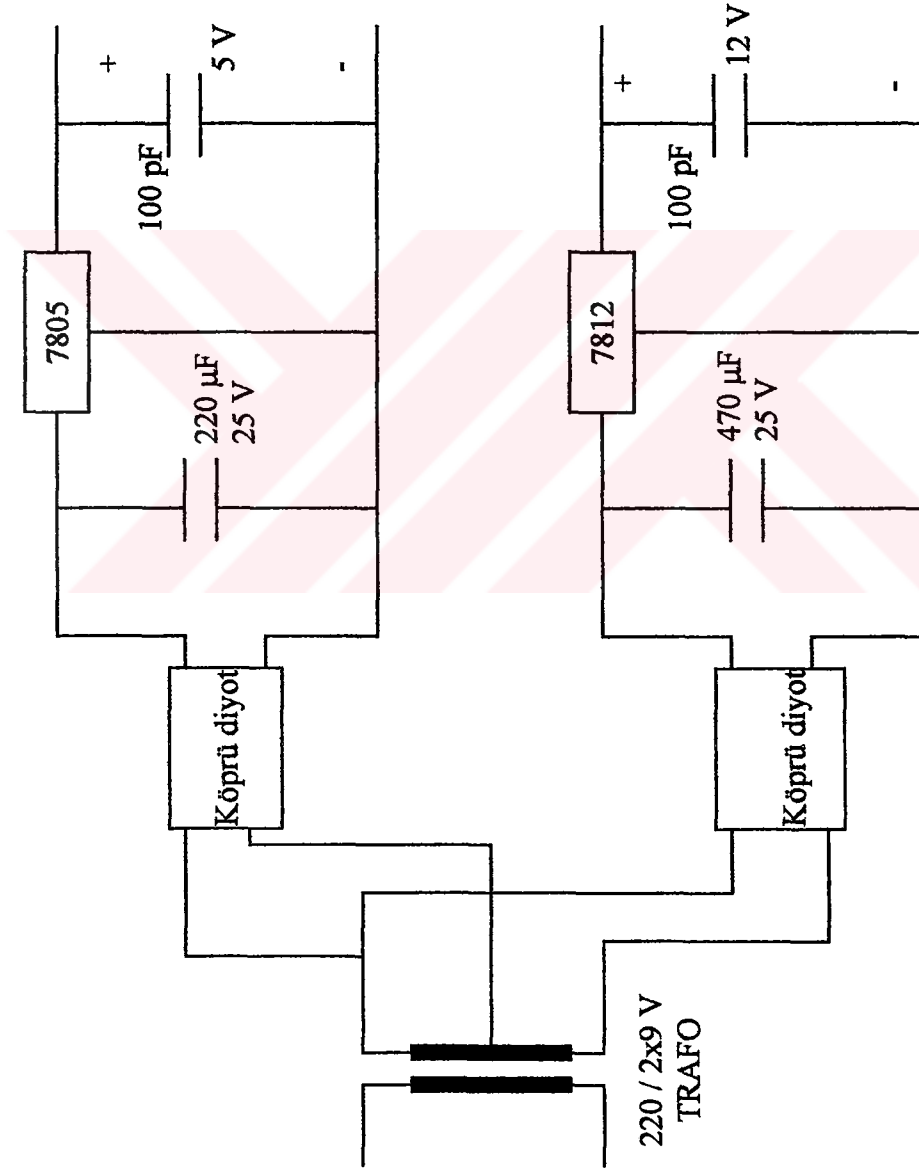 220 / 2x9 V
TRAFO
Köprü diyot
220 µF
25 V
7805
100 pF
+
5 V
-
Köprü diyot
470 µF
25 V
7812
100 pF
+
12 V
-